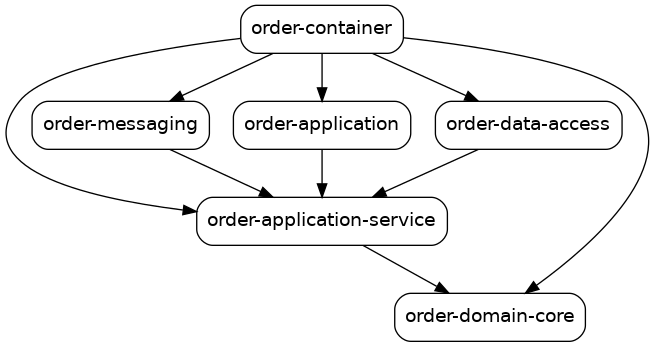 order-container
order-messaging
order-application
order-data-access
order-application-service
order-domain-core